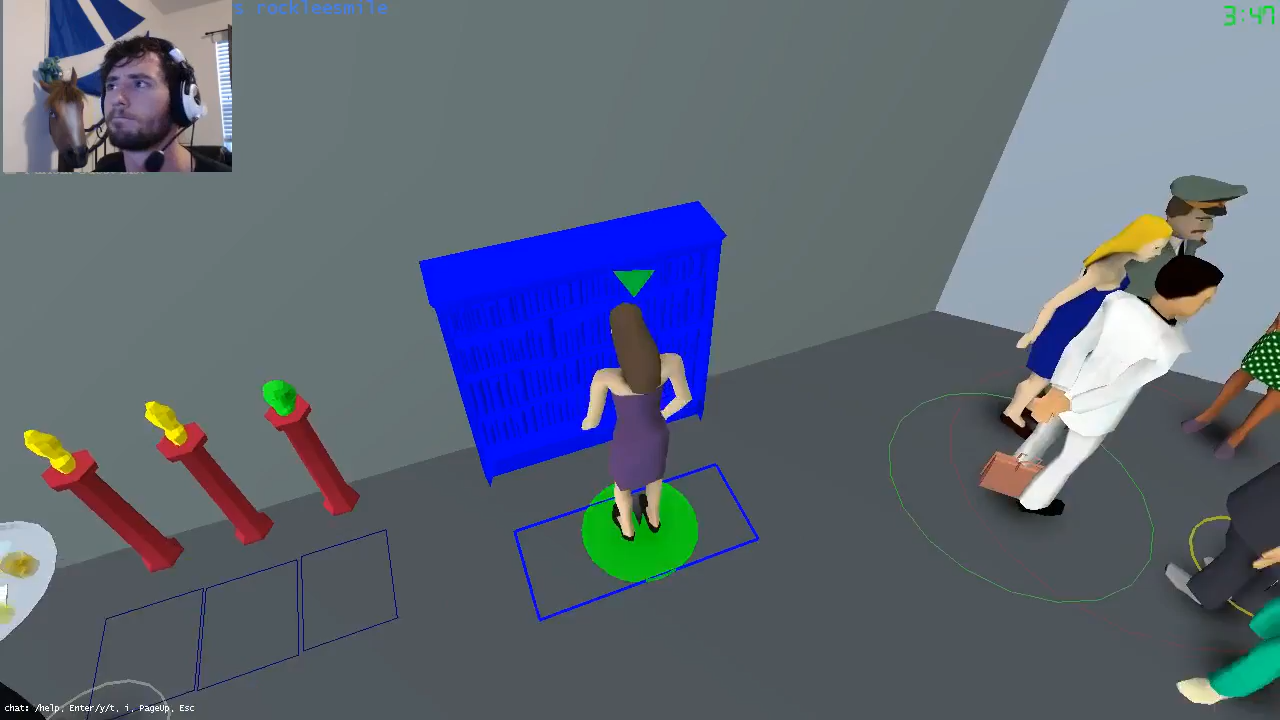 s rockleesmile
3:47
chat: /help, Enter/y/t, i, PageUp, Esc